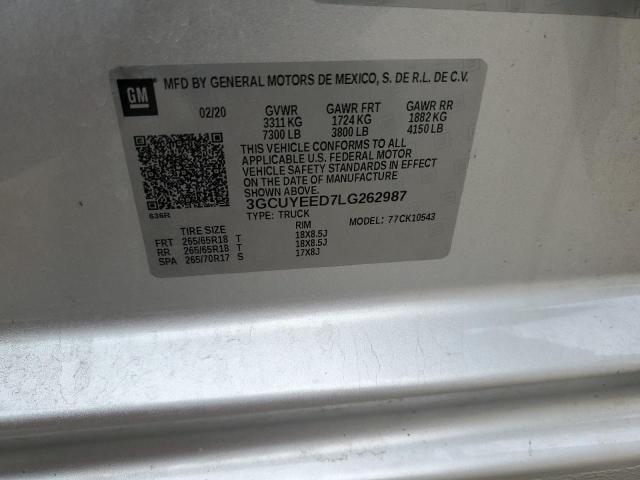 GM
MFD BY GENERAL MOTORS DE MEXICO, S. DE R.L. DE C.V.
02/20 GVWR GAWR FRT GAWR RR
3311 KG 1724 KG 1882 KG
7300 LB 3800 LB 4150 LB
THIS VEHICLE CONFORMS TO ALL
APPLICABLE U.S. FEDERAL MOTOR
VEHICLE SAFETY STANDARDS IN EFFECT
ON THE DATE OF MANUFACTURE
SHOWN ABOVE.
636R 3GCUYEED7LG262987
TYPE: TRUCK MODEL: 77CK10543
TIRE SIZE RIM
FRT 265/65R18 T 18X8.5J
RR 265/65R18 T 18X8.5J
SPA 265/70R17 S 17X8J